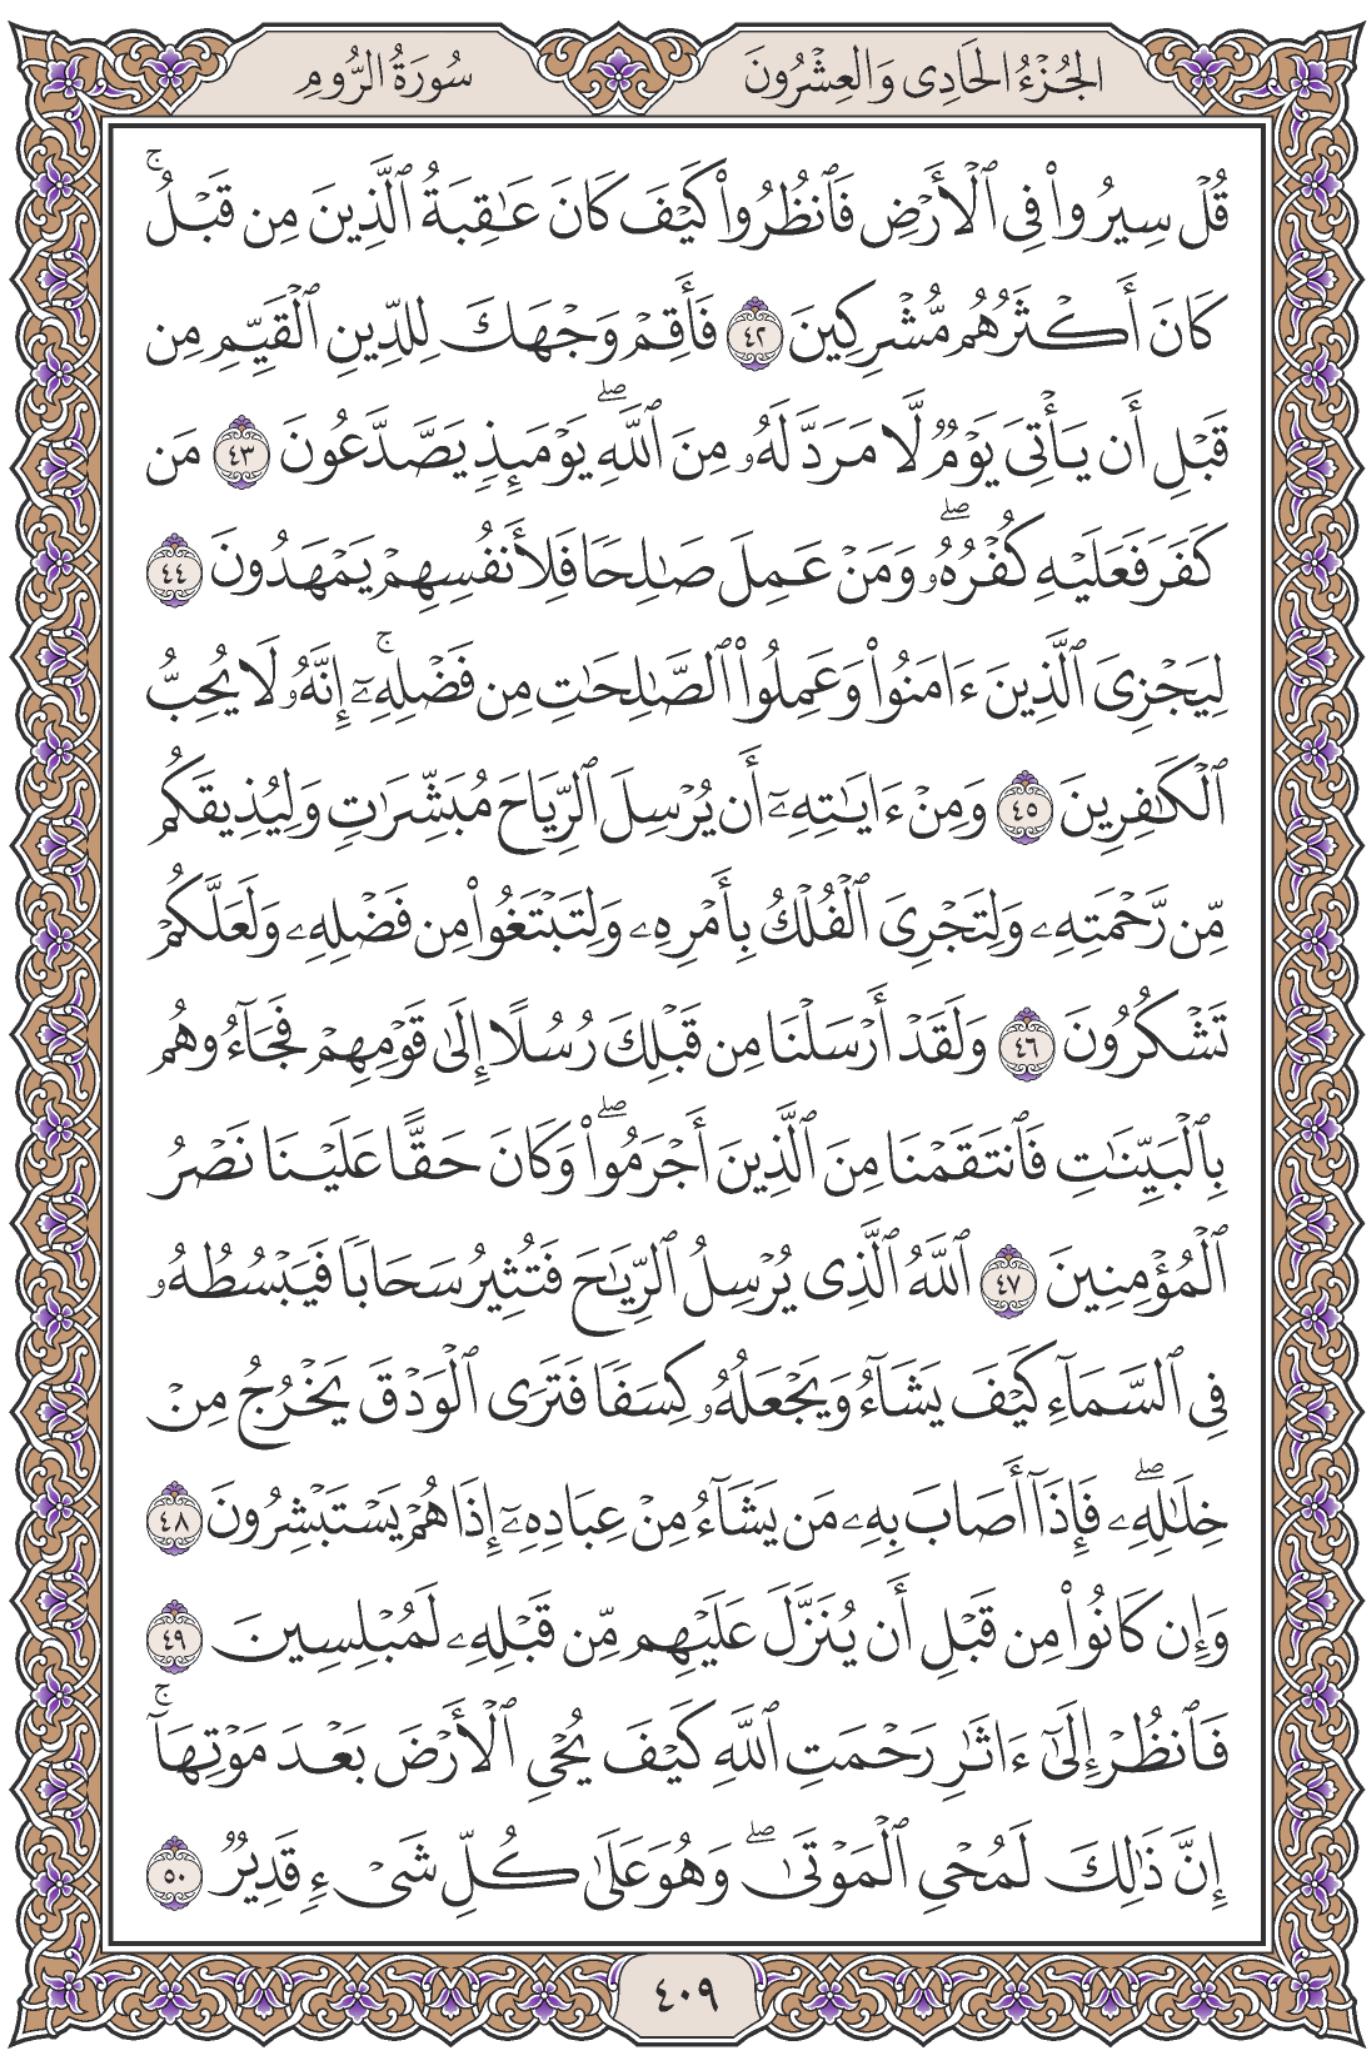 الجُزْءُ الحَادِى وَالعِشْرُونَ
سُورَةُ الرُّومِ
قُلْ سِيرُوا۟ فِى ٱلْأَرْضِ فَٱنظُرُوا۟ كَيْفَ كَانَ عَـٰقِبَةُ ٱلَّذِينَ مِن قَبْلُ ۚ
كَانَ أَكْثَرُهُم مُّشْرِكِينَ ٤٢ فَأَقِمْ وَجْهَكَ لِلدِّينِ ٱلْقَيِّمِ مِن
قَبْلِ أَن يَأْتِىَ يَوْمٌ لَّا مَرَدَّ لَهُۥ مِنَ ٱللَّهِ ۖ يَوْمَئِذٍ يَصَّدَّعُونَ ٤٣ مَن
كَفَرَ فَعَلَيْهِ كُفْرُهُۥ ۖ وَمَنْ عَمِلَ صَـٰلِحًا فَلِأَنفُسِهِمْ يَمْهَدُونَ ٤٤
لِيَجْزِىَ ٱلَّذِينَ ءَامَنُوا۟ وَعَمِلُوا۟ ٱلصَّـٰلِحَـٰتِ مِن فَضْلِهِۦٓ ۚ إِنَّهُۥ لَا يُحِبُّ
ٱلْكَـٰفِرِينَ ٤٥ وَمِنْ ءَايَـٰتِهِۦٓ أَن يُرْسِلَ ٱلرِّيَاحَ مُبَشِّرَٰتٍ وَلِيُذِيقَكُم
مِّن رَّحْمَتِهِۦ وَلِتَجْرِىَ ٱلْفُلْكُ بِأَمْرِهِۦ وَلِتَبْتَغُوا۟ مِن فَضْلِهِۦ وَلَعَلَّكُمْ
تَشْكُرُونَ ٤٦ وَلَقَدْ أَرْسَلْنَا مِن قَبْلِكَ رُسُلًا إِلَىٰ قَوْمِهِمْ فَجَآءُوهُم
بِٱلْبَيِّنَـٰتِ فَٱنتَقَمْنَا مِنَ ٱلَّذِينَ أَجْرَمُوا۟ ۖ وَكَانَ حَقًّا عَلَيْنَا نَصْرُ
ٱلْمُؤْمِنِينَ ٤٧ ٱللَّهُ ٱلَّذِى يُرْسِلُ ٱلرِّيَـٰحَ فَتُثِيرُ سَحَابًا فَيَبْسُطُهُۥ
فِى ٱلسَّمَآءِ كَيْفَ يَشَآءُ وَيَجْعَلُهُۥ كِسَفًا فَتَرَى ٱلْوَدْقَ يَخْرُجُ مِنْ
خِلَـٰلِهِۦ ۖ فَإِذَآ أَصَابَ بِهِۦ مَن يَشَآءُ مِنْ عِبَادِهِۦٓ إِذَا هُمْ يَسْتَبْشِرُونَ ٤٨
وَإِن كَانُوا۟ مِن قَبْلِ أَن يُنَزَّلَ عَلَيْهِم مِّن قَبْلِهِۦ لَمُبْلِسِينَ ٤٩
فَٱنظُرْ إِلَىٰٓ ءَاثَـٰرِ رَحْمَتِ ٱللَّهِ كَيْفَ يُحْىِ ٱلْأَرْضَ بَعْدَ مَوْتِهَآ ۚ
إِنَّ ذَٰلِكَ لَمُحْىِ ٱلْمَوْتَىٰ ۖ وَهُوَ عَلَىٰ كُلِّ شَىْءٍ قَدِيرٌ ٥٠
٤٠٩